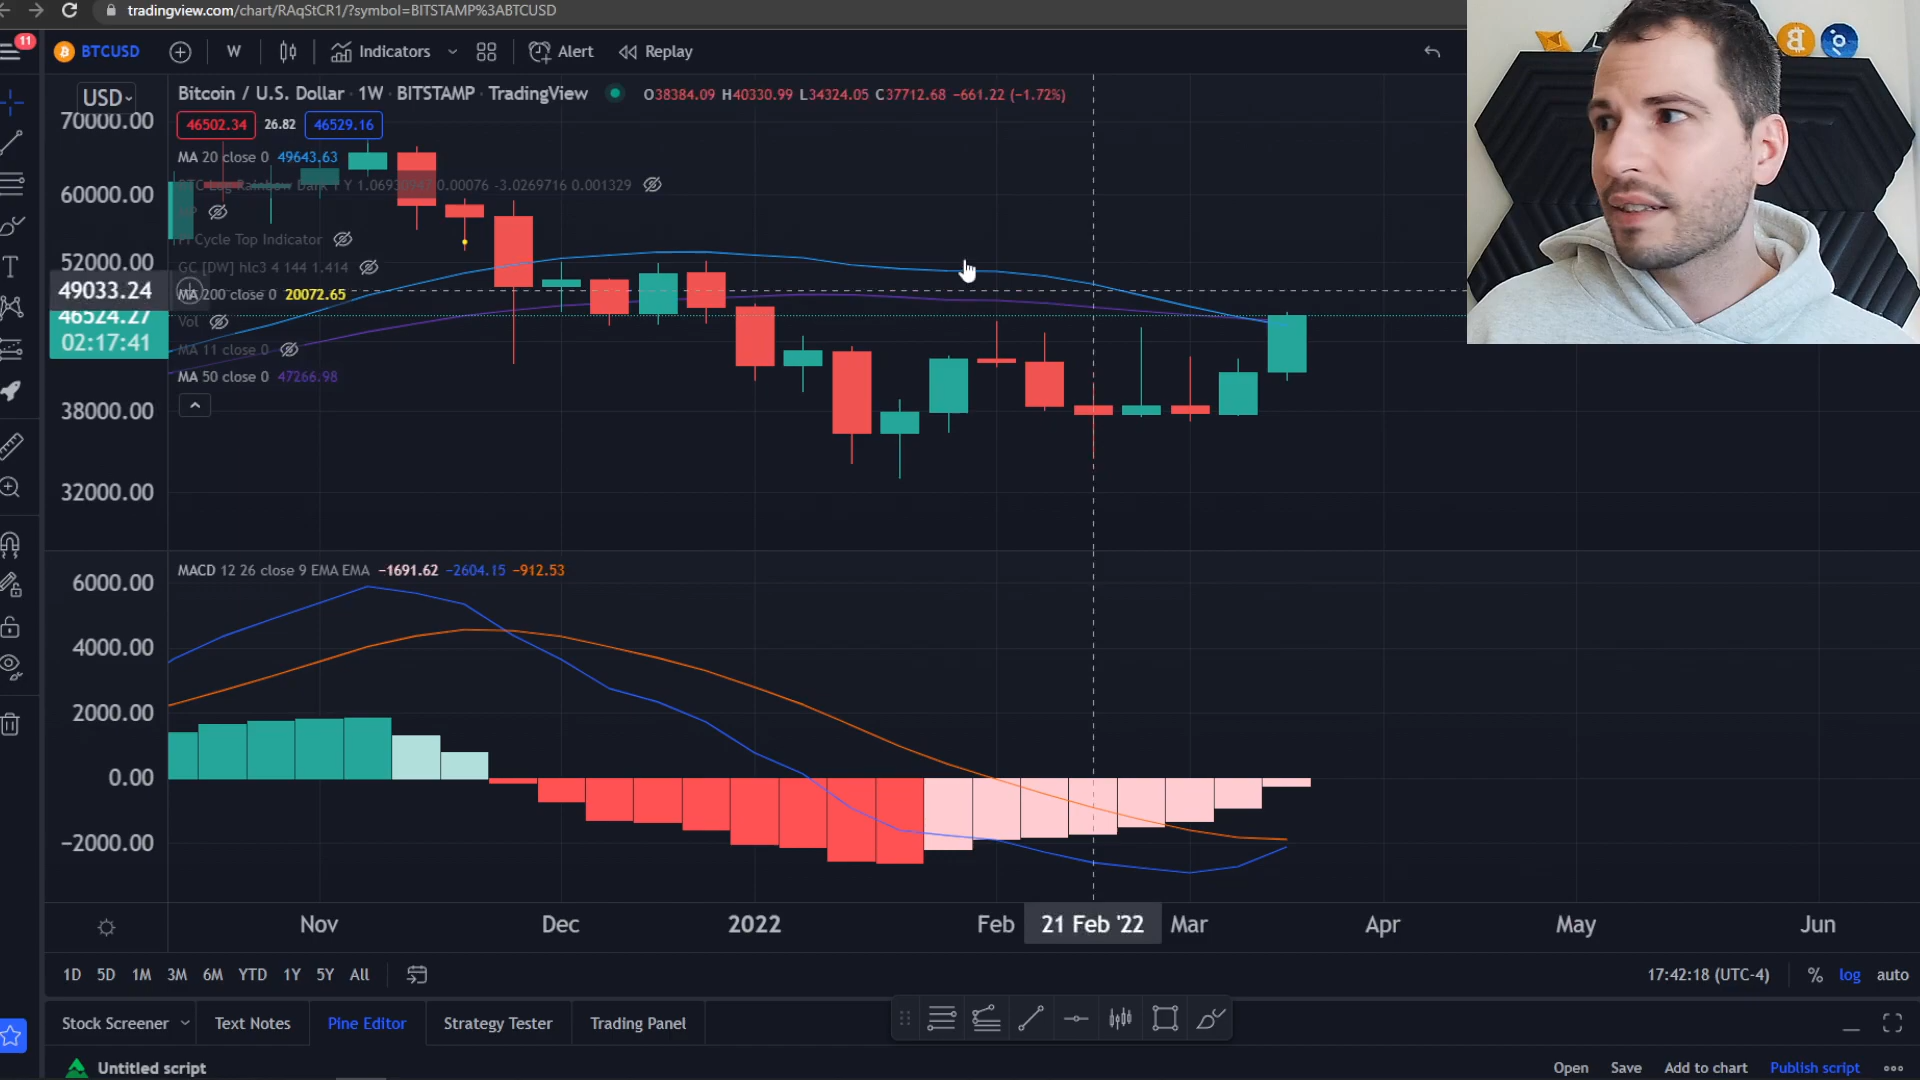 tradingview.com/chart/RAqStCR1/?symbol=BITSTAMP%3ABTCUSD
11
BTCUSD W Indicators Alert Replay
USD Bitcoin / U.S. Dollar · 1W · BITSTAMP · TradingView O38384.09 H40330.99 L34324.05 C37712.68 −661.22 (−1.72%)
70000.00 46502.34 26.82 46529.16
MA 20 close 0 49643.63
60000.00 BTC Log Rainbow Dark 1 Y 1.06930947 0.00076 -3.0269716 0.001329
Cycle Top Indicator
52000.00 GC [DW] hlc3 4 144 1.414
49033.24 MA 200 close 0 20072.65
46524.27 Vol
02:17:41 MA 11 close 0
MA 50 close 0 47266.98
38000.00
32000.00
MACD 12 26 close 9 EMA EMA −1691.62 −2604.15 −912.53
6000.00
4000.00
2000.00
0.00
−2000.00
Nov Dec 2022 Feb 21 Feb '22 Mar Apr May Jun
1D 5D 1M 3M 6M YTD 1Y 5Y All 17:42:18 (UTC-4) % log auto
Stock Screener Text Notes Pine Editor Strategy Tester Trading Panel
Untitled script Open Save Add to chart Publish script